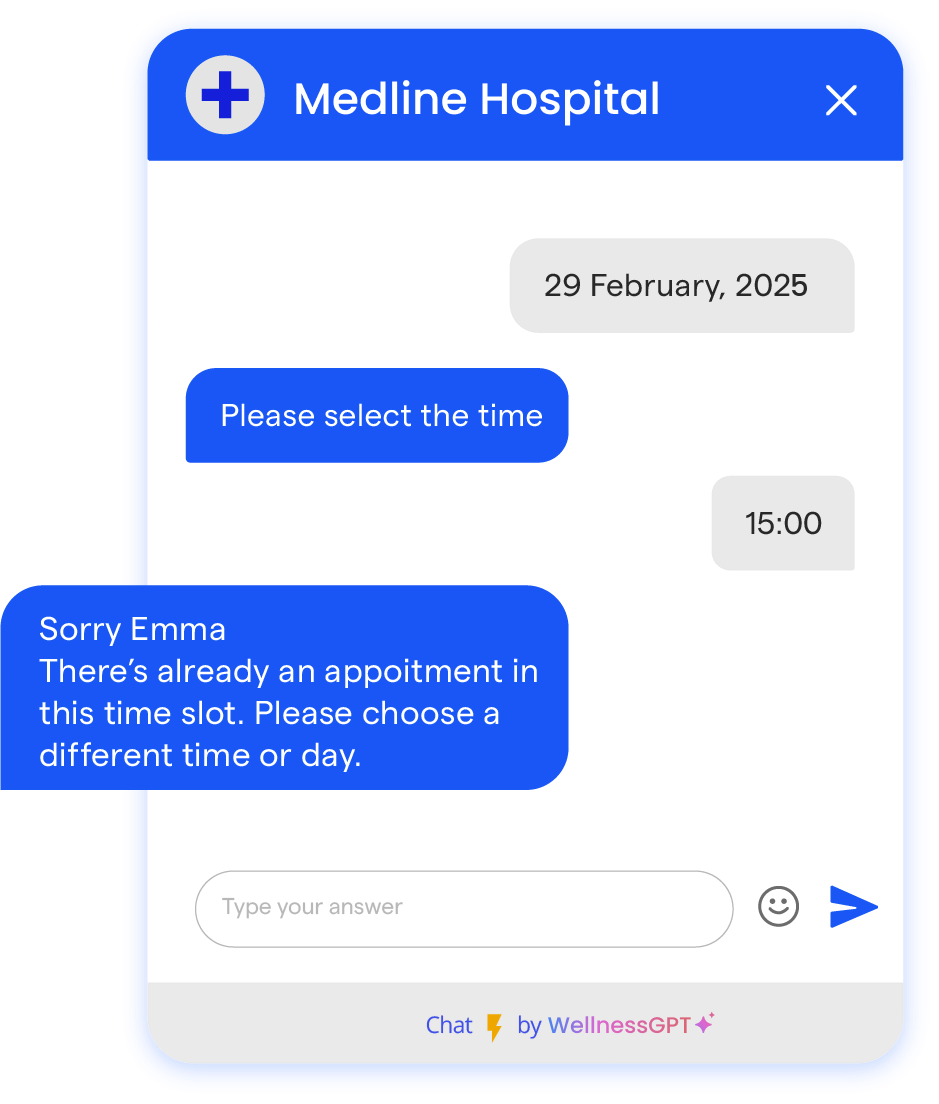 Medline Hospital
29 February, 2025
Please select the time
15:00
Sorry Emma
There’s already an appoitment in
this time slot. Please choose a
different time or day.
Type your answer
Chat by WellnessGPT